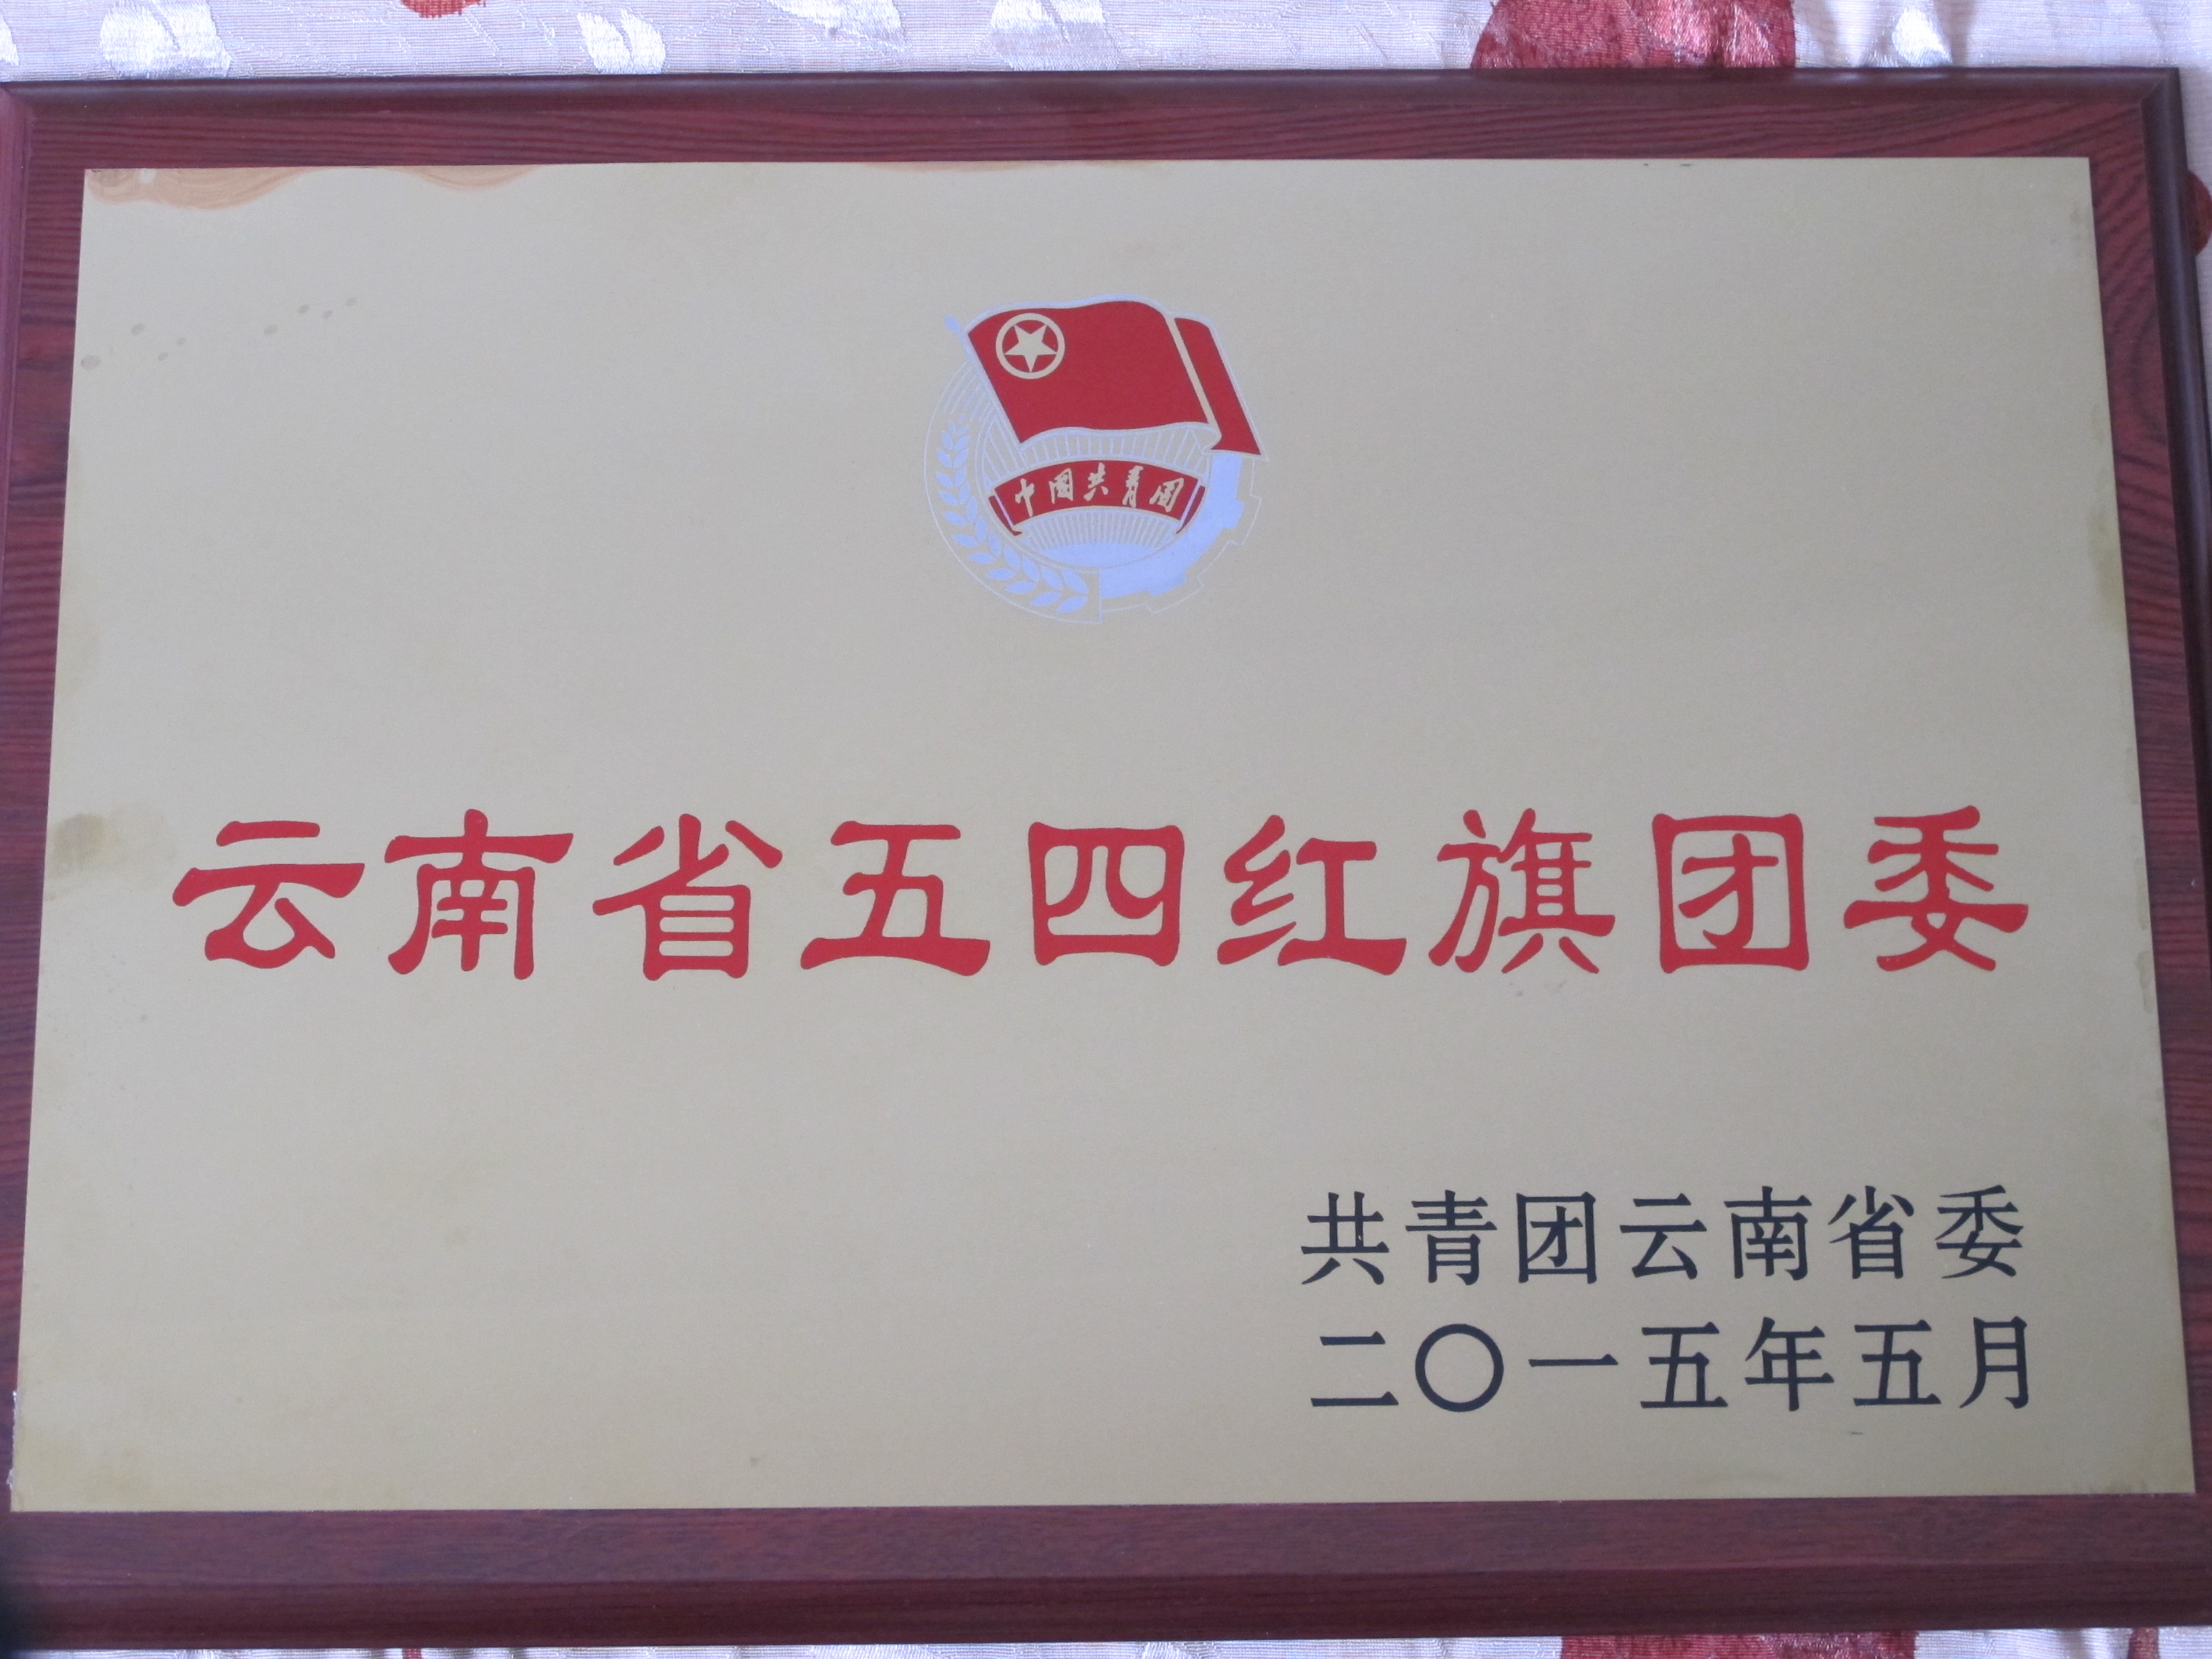 中國共青团
云南省五四红旗团委
共青团云南省委
二〇一五年五月